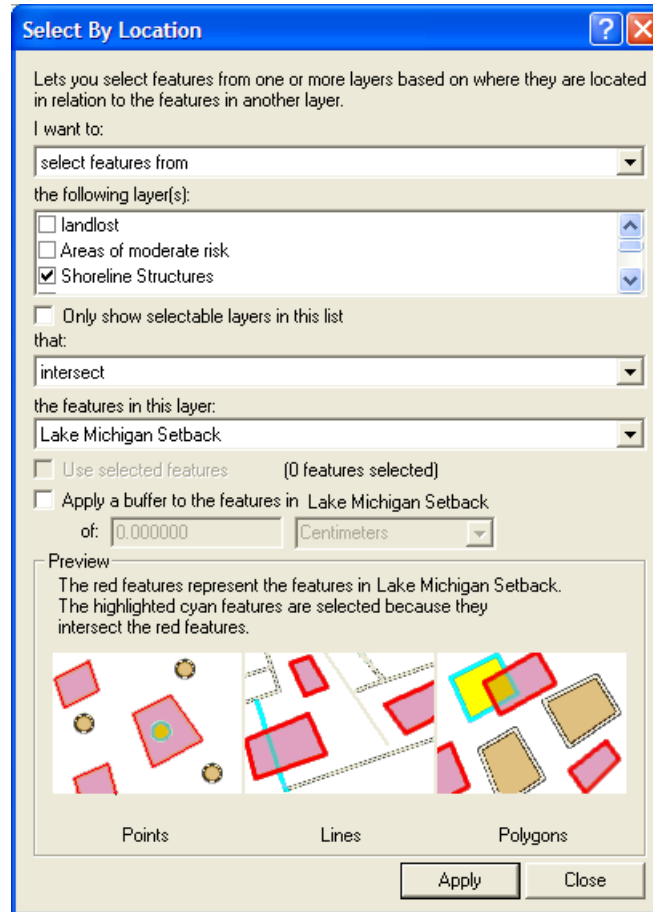 Select By Location
Lets you select features from one or more layers based on where they are located
in relation to the features in another layer.
I want to:
select features from
the following layer(s):
landlost
Areas of moderate risk
Shoreline Structures
Only show selectable layers in this list
that:
intersect
the features in this layer:
Lake Michigan Setback
Use selected features (0 features selected)
Apply a buffer to the features in Lake Michigan Setback
of: 0.000000 Centimeters
Preview
The red features represent the features in Lake Michigan Setback.
The highlighted cyan features are selected because they
intersect the red features.
Points Lines Polygons
Apply Close